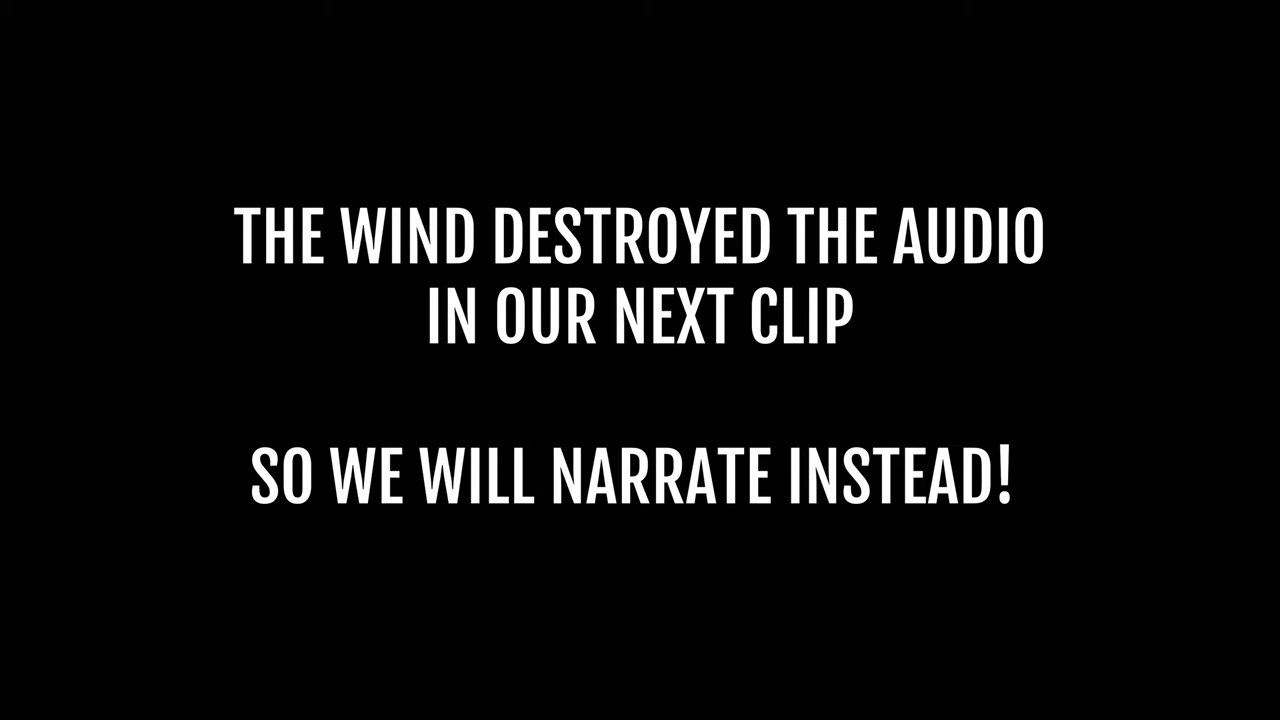 THE WIND DESTROYED THE AUDIO
IN OUR NEXT CLIP
SO WE WILL NARRATE INSTEAD!